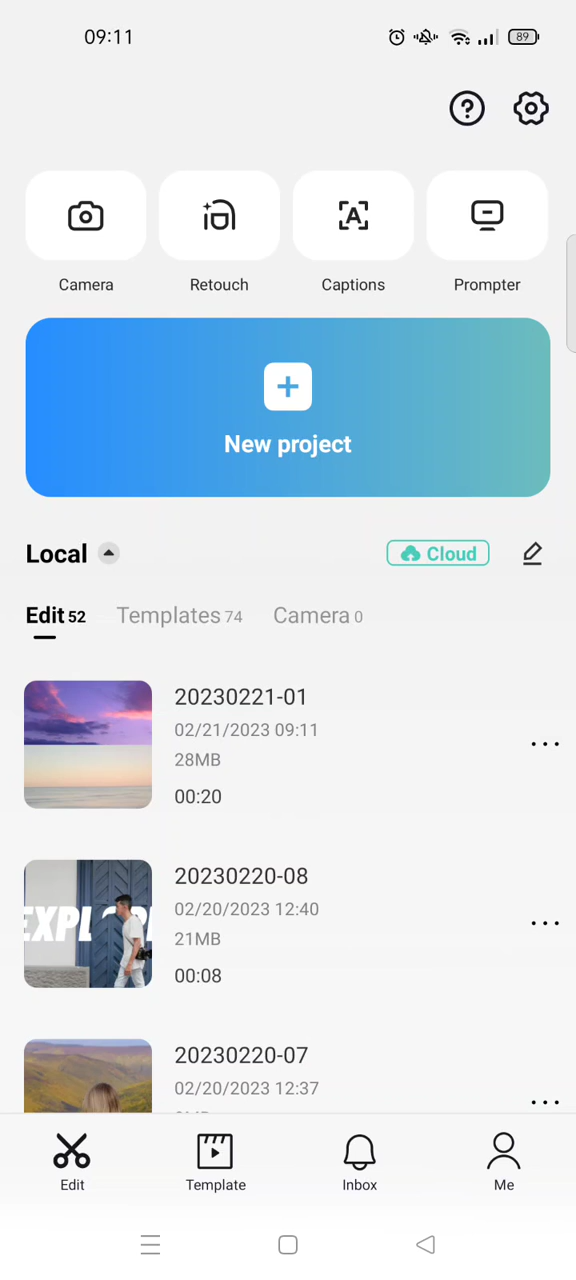 09:11
89
Camera
Retouch
Captions
Prompter
New project
Local
Cloud
Edit 52
Templates 74
Camera 0
20230221-01
02/21/2023 09:11
28MB
00:20
EXPLORE
20230220-08
02/20/2023 12:40
21MB
00:08
20230220-07
02/20/2023 12:37
Edit
Template
Inbox
Me